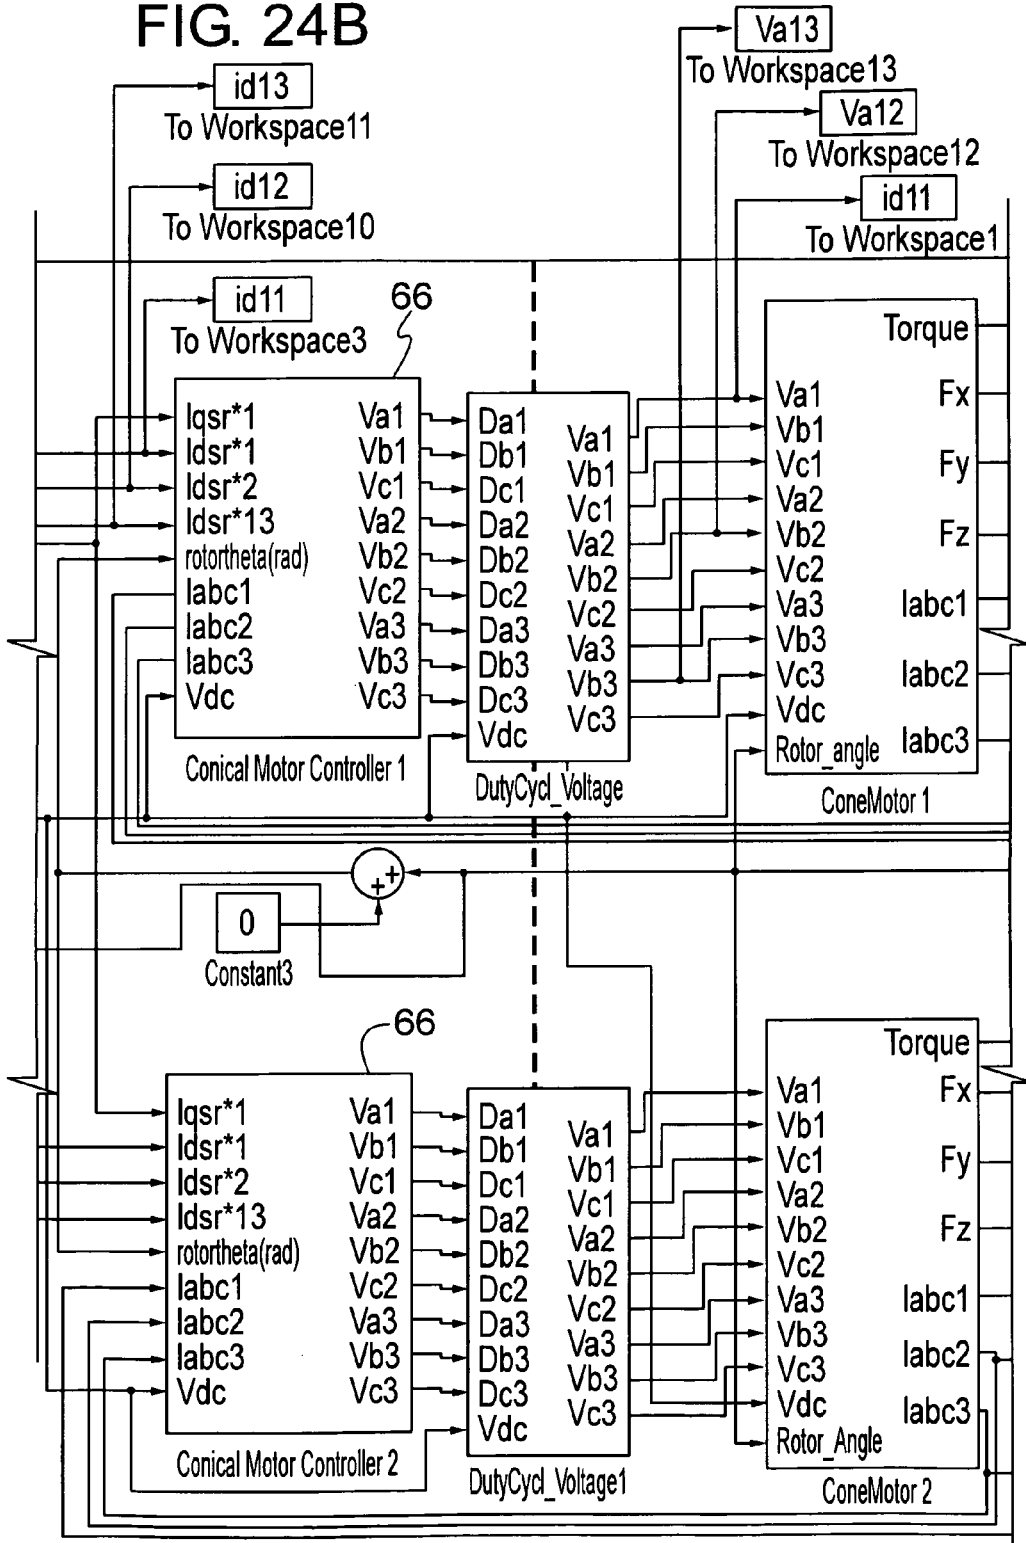 FIG. 24B
Va13
To Workspace13
id13
To Workspace11
Va12
To Workspace12
id12
To Workspace10
id11
To Workspace1
id11
To Workspace3
66
Iqsr*1
Idsr*1
Idsr*2
Idsr*13
rotortheta(rad)
Iabc1
Iabc2
Iabc3
Vdc
Va1
Vb1
Vc1
Va2
Vb2
Vc2
Va3
Vb3
Vc3
Conical Motor Controller 1
Da1
Db1
Dc1
Da2
Db2
Dc2
Da3
Db3
Dc3
Vdc
Va1
Vb1
Vc1
Va2
Vb2
Vc2
Va3
Vb3
Vc3
DutyCycl_Voltage
Va1
Vb1
Vc1
Va2
Vb2
Vc2
Va3
Vb3
Vc3
Vdc
Rotor_angle
Torque
Fx
Fy
Fz
Iabc1
Iabc2
Iabc3
ConeMotor 1
+
+
0
Constant3
66
Iqsr*1
Idsr*1
Idsr*2
Idsr*13
rotortheta(rad)
Iabc1
Iabc2
Iabc3
Vdc
Va1
Vb1
Vc1
Va2
Vb2
Vc2
Va3
Vb3
Vc3
Conical Motor Controller 2
Da1
Db1
Dc1
Da2
Db2
Dc2
Da3
Db3
Dc3
Vdc
Va1
Vb1
Vc1
Va2
Vb2
Vc2
Va3
Vb3
Vc3
DutyCycl_Voltage1
Va1
Vb1
Vc1
Va2
Vb2
Vc2
Va3
Vb3
Vc3
Vdc
Rotor_Angle
Torque
Fx
Fy
Fz
Iabc1
Iabc2
Iabc3
ConeMotor 2